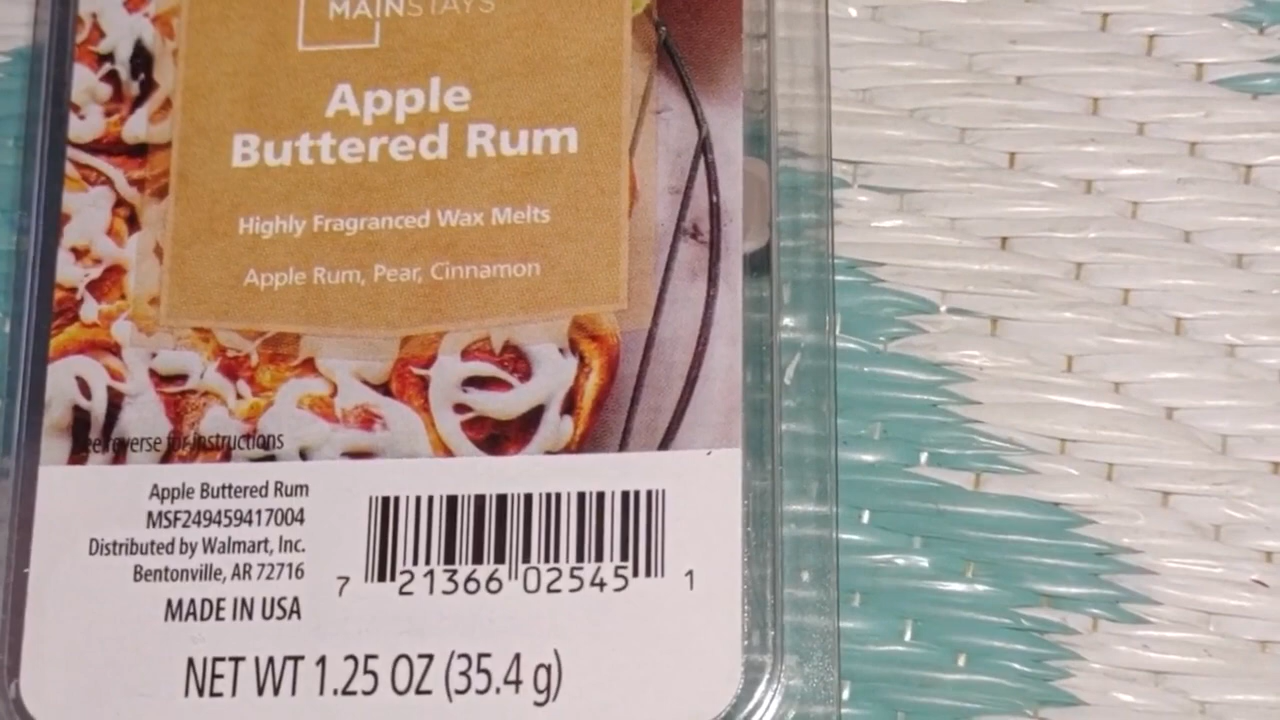 MAINSTAYS
Apple
Buttered Rum
Highly Fragranced Wax Melts
Apple Rum, Pear, Cinnamon
See reverse for instructions
Apple Buttered Rum
MSF249459417004
Distributed by Walmart, Inc.
Bentonville, AR 72716
MADE IN USA
7 21366 02545 1
NET WT 1.25 OZ (35.4 g)